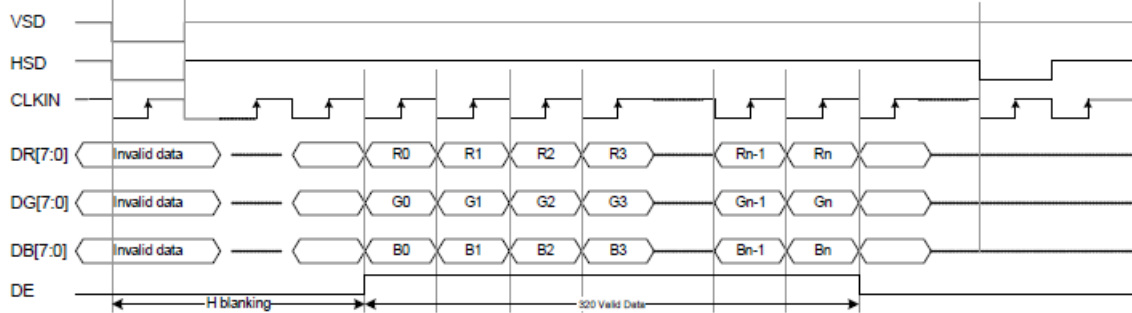 VSD
HSD
CLKIN
DR[7:0] Invalid data R0 R1 R2 R3 Rn-1 Rn
DG[7:0] Invalid data G0 G1 G2 G3 Gn-1 Gn
DB[7:0] Invalid data B0 B1 B2 B3 Bn-1 Bn
DE
H blanking 320 Valid Data